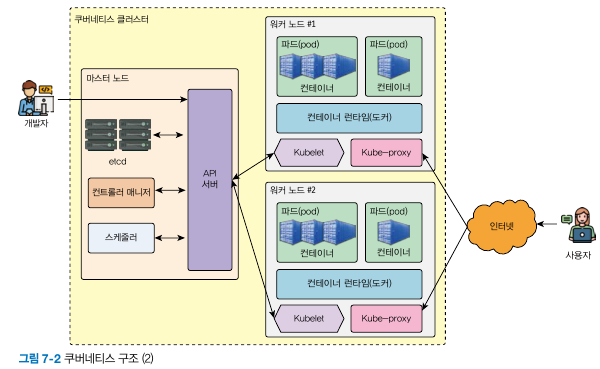 쿠버네티스 클러스터
마스터 노드
개발자
etcd
컨트롤러 매니저
스케줄러
API
서버
워커 노드 #1
파드(pod)
컨테이너
파드(pod)
컨테이너
컨테이너 런타임(도커)
Kubelet
Kube-proxy
워커 노드 #2
파드(pod)
컨테이너
파드(pod)
컨테이너
컨테이너 런타임(도커)
Kubelet
Kube-proxy
인터넷
사용자
그림 7-2 쿠버네티스 구조 (2)